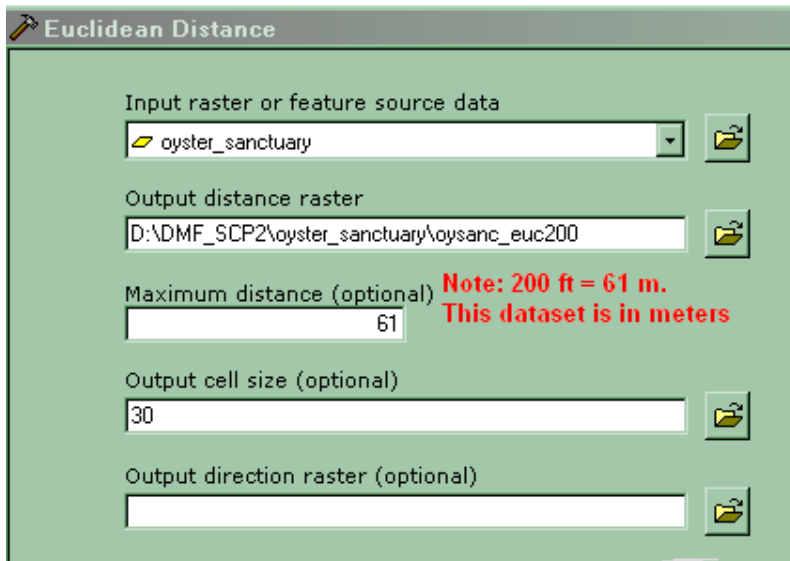 Euclidean Distance
Input raster or feature source data
oyster_sanctuary
Output distance raster
D:\DMF_SCP2\oyster_sanctuary\oysanc_euc200
Maximum distance (optional)
61
Note: 200 ft = 61 m.
This dataset is in meters
Output cell size (optional)
30
Output direction raster (optional)